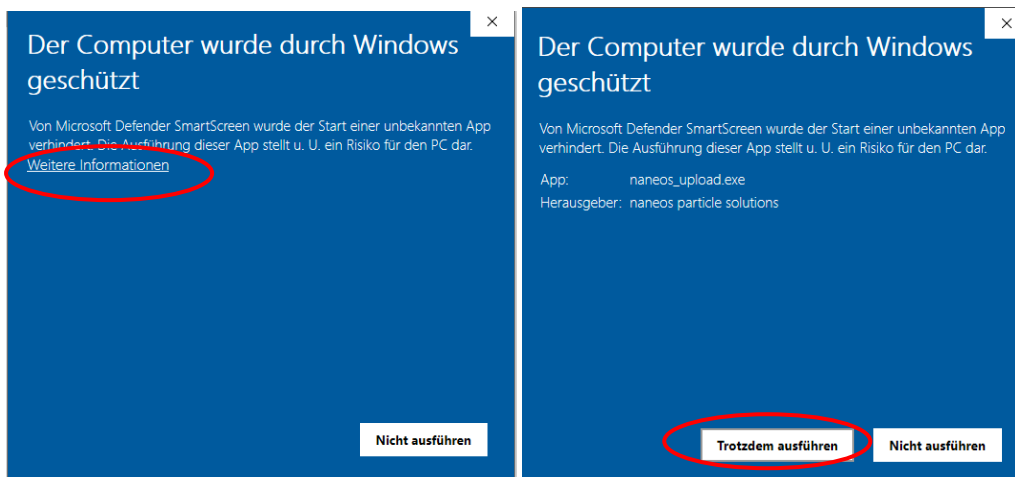 Der Computer wurde durch Windows
geschützt
Von Microsoft Defender SmartScreen wurde der Start einer unbekannten App
verhindert. Die Ausführung dieser App stellt u. U. ein Risiko für den PC dar.
Weitere Informationen
Nicht ausführen
Der Computer wurde durch Windows
geschützt
Von Microsoft Defender SmartScreen wurde der Start einer unbekannten App
verhindert. Die Ausführung dieser App stellt u. U. ein Risiko für den PC dar.
App: naneos_upload.exe
Herausgeber: naneos particle solutions
Trotzdem ausführen Nicht ausführen